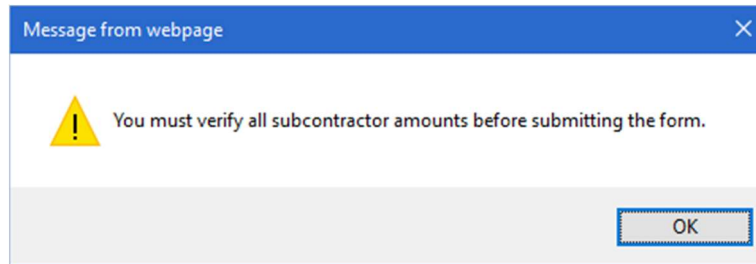 Message from webpage
You must verify all subcontractor amounts before submitting the form.
OK